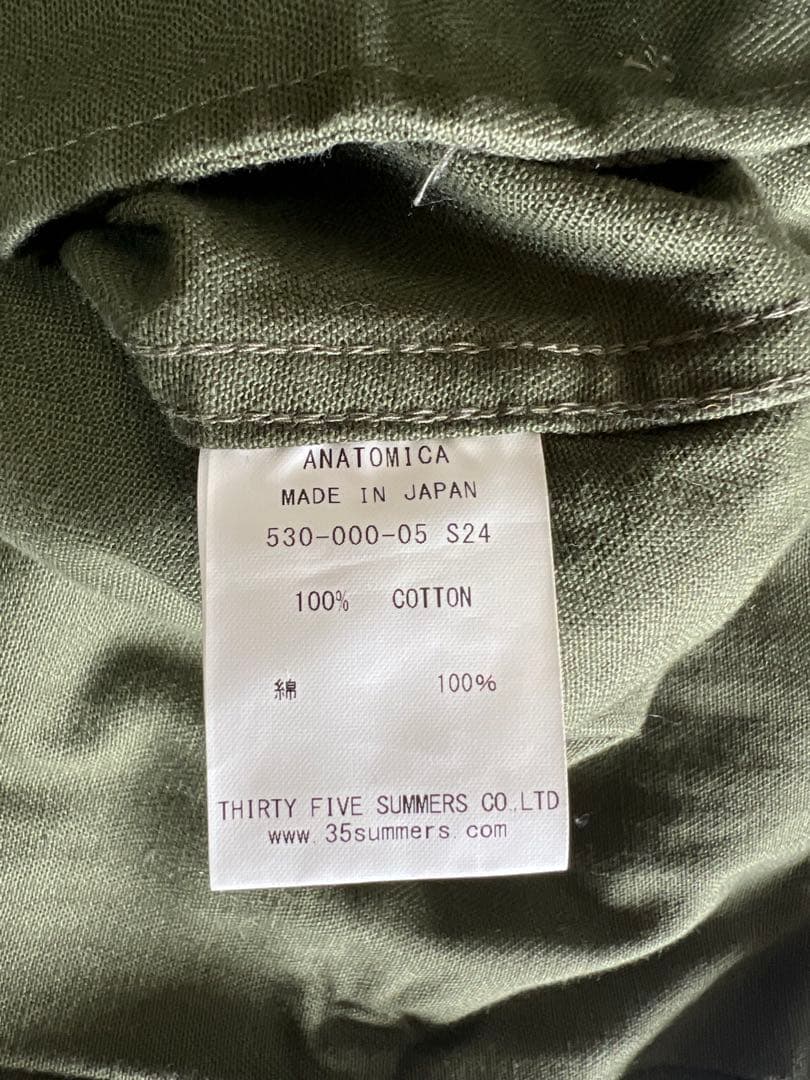 ANATOMICA
MADE IN JAPAN
530-000-05 S24
100% COTTON
綿 100%
THIRTY FIVE SUMMERS CO.,LTD
www.35summers.com